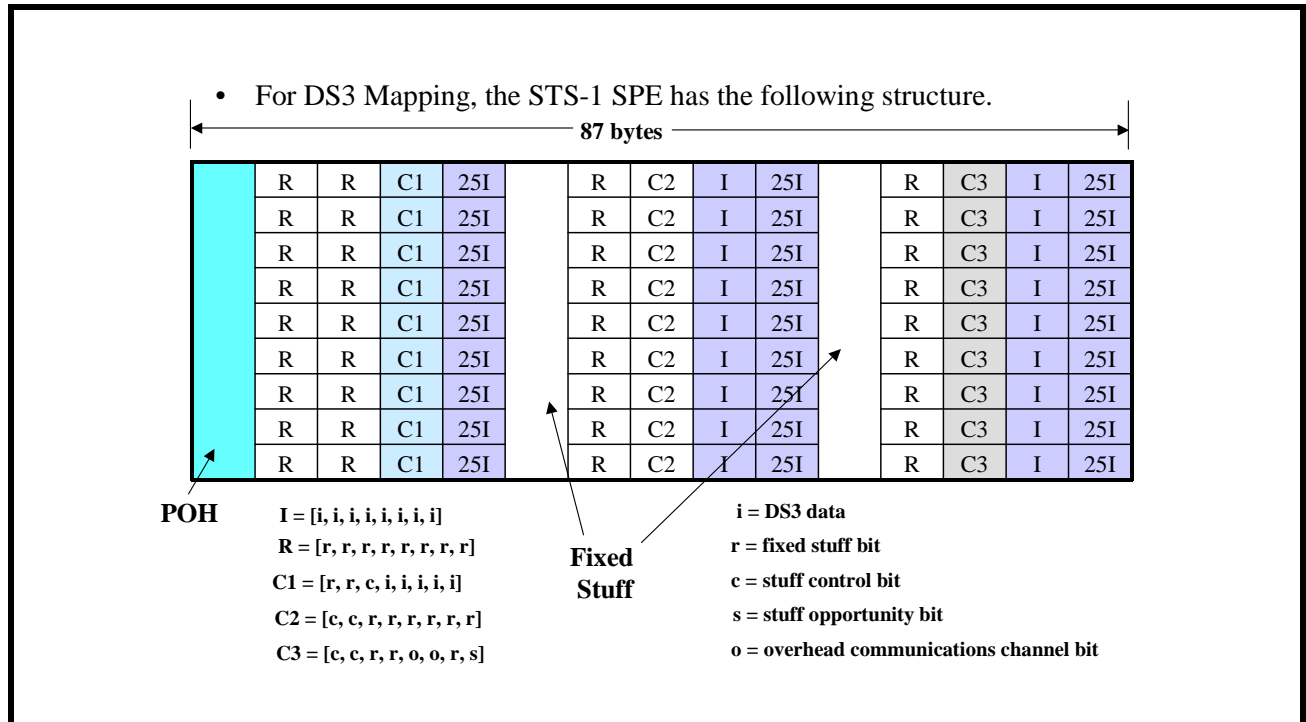 • For DS3 Mapping, the STS-1 SPE has the following structure.
87 bytes
R R C1 25I R C2 I 25I R C3 I 25I
R R C1 25I R C2 I 25I R C3 I 25I
R R C1 25I R C2 I 25I R C3 I 25I
R R C1 25I R C2 I 25I R C3 I 25I
R R C1 25I R C2 I 25I R C3 I 25I
R R C1 25I R C2 I 25I R C3 I 25I
R R C1 25I R C2 I 25I R C3 I 25I
R R C1 25I R C2 I 25I R C3 I 25I
R R C1 25I R C2 I 25I R C3 I 25I
POH
I = [i, i, i, i, i, i, i, i]
R = [r, r, r, r, r, r, r, r]
C1 = [r, r, c, i, i, i, i, i]
C2 = [c, c, r, r, r, r, r, r]
C3 = [c, c, r, r, o, o, r, s]
Fixed
Stuff
i = DS3 data
r = fixed stuff bit
c = stuff control bit
s = stuff opportunity bit
o = overhead communications channel bit